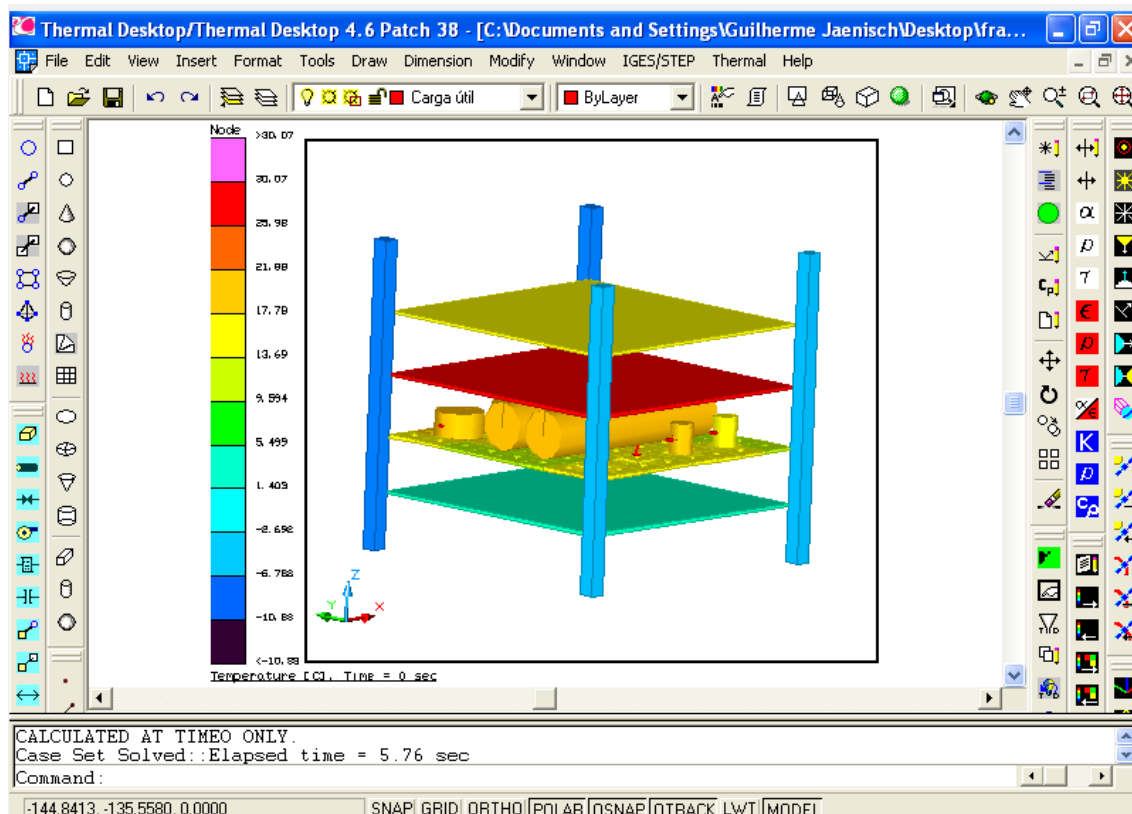 Thermal Desktop/Thermal Desktop 4.6 Patch 38 - [C:\Documents and Settings\Guilherme Jaenisch\Desktop\fra...
File Edit View Insert Format Tools Draw Dimension Modify Window IGES/STEP Thermal Help
Carga útil ByLayer
Node
>30.07
30.07
25.98
21.88
17.79
13.69
9.594
5.499
1.403
-2.692
-6.788
-10.88
<-10.88
Z
Y X
Temperature [C], Time = 0 sec
CALCULATED AT TIMEO ONLY.
Case Set Solved::Elapsed time = 5.76 sec
Command:
-144.8413, -135.5580, 0.0000 SNAP GRID ORTHO POLAR OSNAP OTRACK LWT MODEL